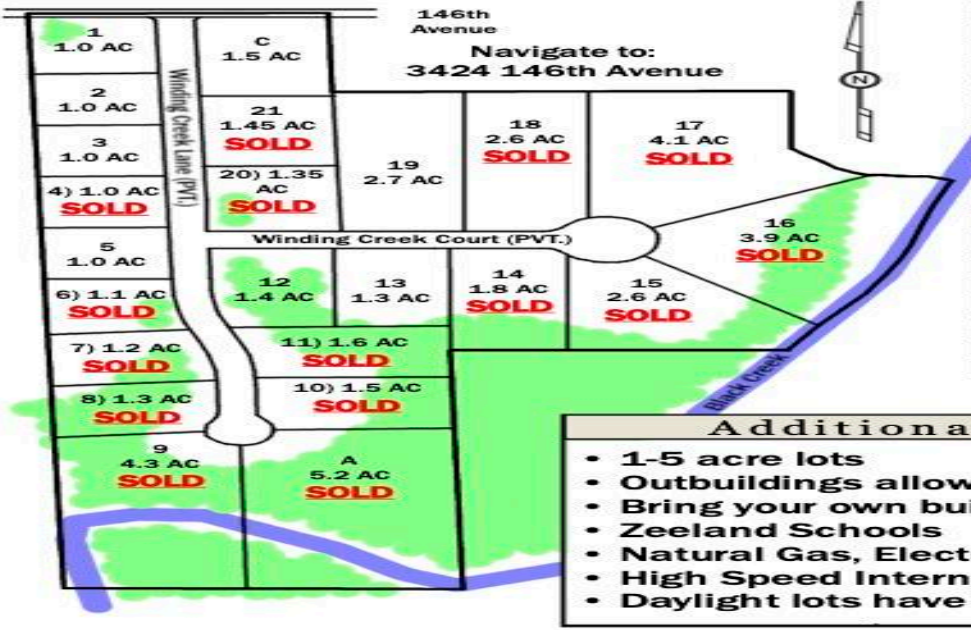 146th
Avenue
Navigate to:
3424 146th Avenue
N
1
1.0 AC
2
1.0 AC
3
1.0 AC
4) 1.0 AC
SOLD
5
1.0 AC
6) 1.1 AC
SOLD
7) 1.2 AC
SOLD
8) 1.3 AC
SOLD
9
4.3 AC
SOLD
Winding Creek Lane (PVT.)
C
1.5 AC
21
1.45 AC
SOLD
20) 1.35
AC
SOLD
19
2.7 AC
18
2.6 AC
SOLD
17
4.1 AC
SOLD
16
3.9 AC
SOLD
Winding Creek Court (PVT.)
12
1.4 AC
13
1.3 AC
14
1.8 AC
SOLD
15
2.6 AC
SOLD
11) 1.6 AC
SOLD
10) 1.5 AC
SOLD
A
5.2 AC
SOLD
Black Creek
Additiona
• 1-5 acre lots
• Outbuildings allow
• Bring your own bui
• Zeeland Schools
• Natural Gas, Elect
• High Speed Intern
• Daylight lots have